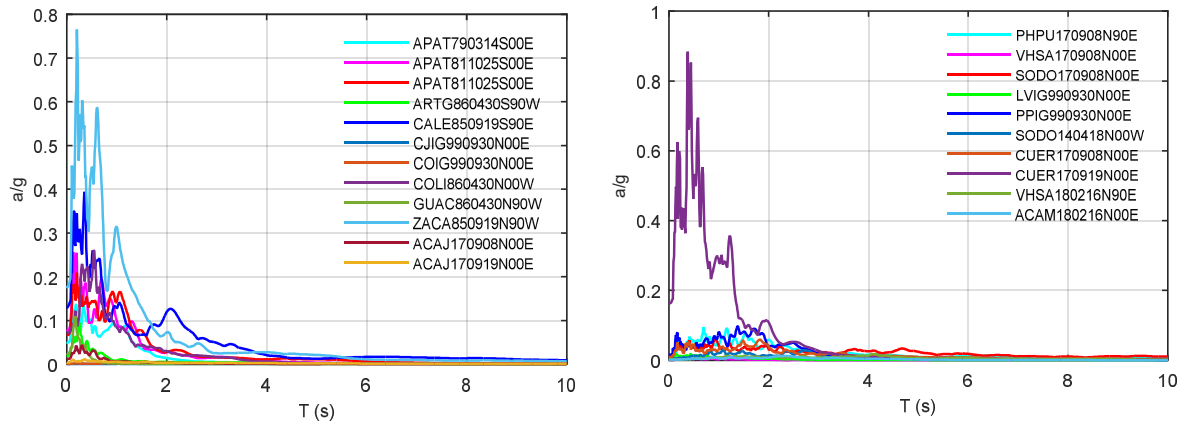 0.8
0.7
0.6
0.5
0.4
0.3
0.2
0.1
0
a/g
0 2 4 6 8 10
T (s)
APAT790314S00E
APAT811025S00E
APAT811025S00E
ARTG860430S90W
CALE850919S90E
CJIG990930N00E
COIG990930N00E
COLI860430N00W
GUAC860430N90W
ZACA850919N90W
ACAJ170908N00E
ACAJ170919N00E
1
0.8
0.6
0.4
0.2
0
a/g
0 2 4 6 8 10
T (s)
PHPU170908N90E
VHSA170908N00E
SODO170908N00E
LVIG990930N00E
PPIG990930N00E
SODO140418N00W
CUER170908N00E
CUER170919N00E
VHSA180216N90E
ACAM180216N00E